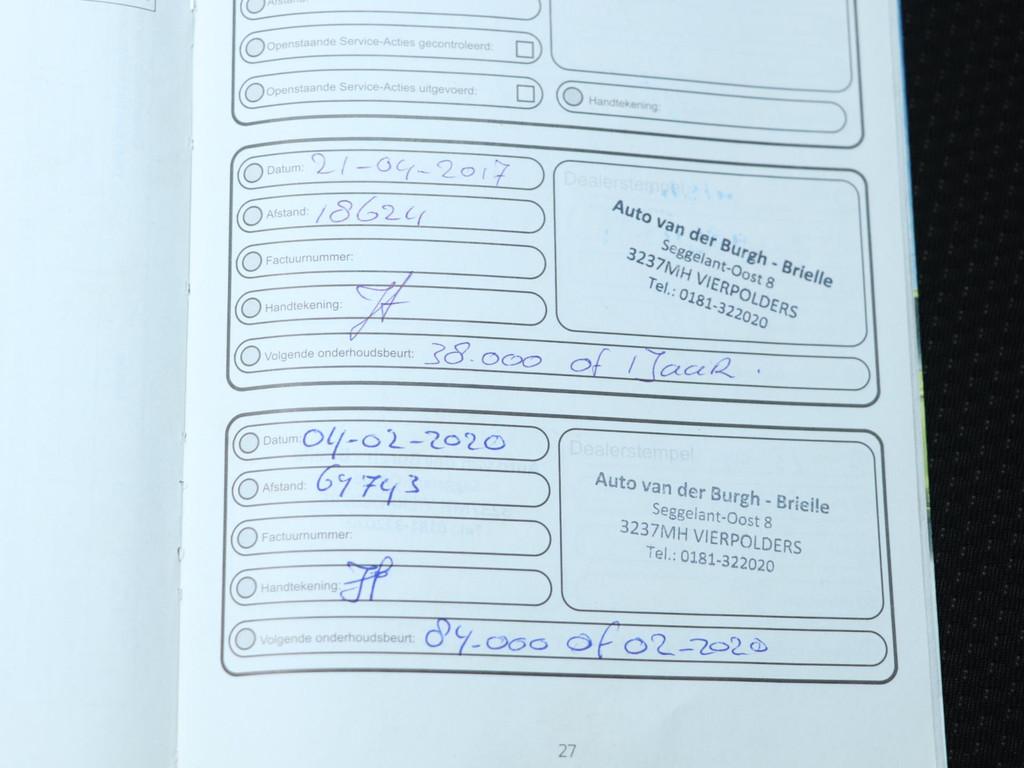 Afstand:
Openstaande Service-Acties gecontroleerd:
Openstaande Service-Acties uitgevoerd:
Handtekening:
Datum: 21-04-2017
Afstand: 18624
Factuurnummer:
Handtekening:
Volgende onderhoudsbeurt: 38.000 of 1 Jaar.
Dealerstempel
Auto van der Burgh - Brielle
Seggelant-Oost 8
3237MH VIERPOLDERS
Tel.: 0181-322020
Datum: 04-02-2020
Afstand: 69743
Factuurnummer:
Handtekening:
Volgende onderhoudsbeurt: 84.000 of 02-2020
Dealerstempel
Auto van der Burgh - Brielle
Seggelant-Oost 8
3237MH VIERPOLDERS
Tel.: 0181-322020
27